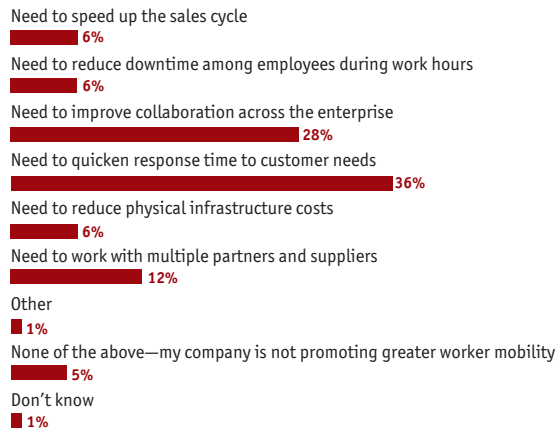 Need to speed up the sales cycle
6%
Need to reduce downtime among employees during work hours
6%
Need to improve collaboration across the enterprise
28%
Need to quicken response time to customer needs
36%
Need to reduce physical infrastructure costs
6%
Need to work with multiple partners and suppliers
12%
Other
1%
None of the above—my company is not promoting greater worker mobility
5%
Don’t know
1%